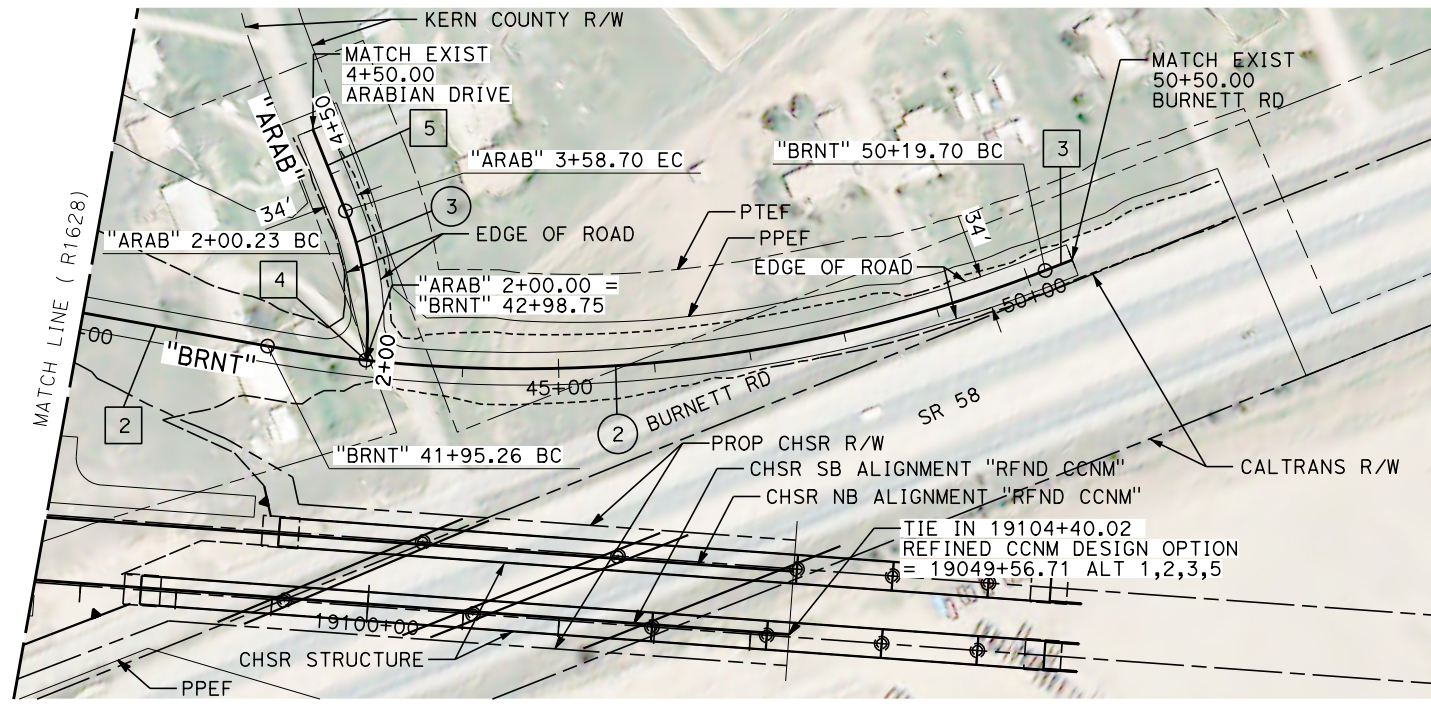 KERN COUNTY R/W
MATCH EXIST
4+50.00
ARABIAN DRIVE
MATCH EXIST
50+50.00
BURNETT RD
"ARAB"
4+50
5
"ARAB" 3+58.70 EC
"BRNT" 50+19.70 BC
3
34'
3
"ARAB" 2+00.23 BC
EDGE OF ROAD
PTEF
PPEF
34'
EDGE OF ROAD
4
"ARAB" 2+00.00 =
"BRNT" 42+98.75
50+00
MATCH LINE ( R1628)
+00
"BRNT"
2+00
45+00
BURNETT RD
SR 58
2
2
"BRNT" 41+95.26 BC
PROP CHSR R/W
CHSR SB ALIGNMENT "RFND CCNM"
CHSR NB ALIGNMENT "RFND CCNM"
CALTRANS R/W
TIE IN 19104+40.02
REFINED CCNM DESIGN OPTION
= 19049+56.71 ALT 1,2,3,5
19100+00
CHSR STRUCTURE
PPEF